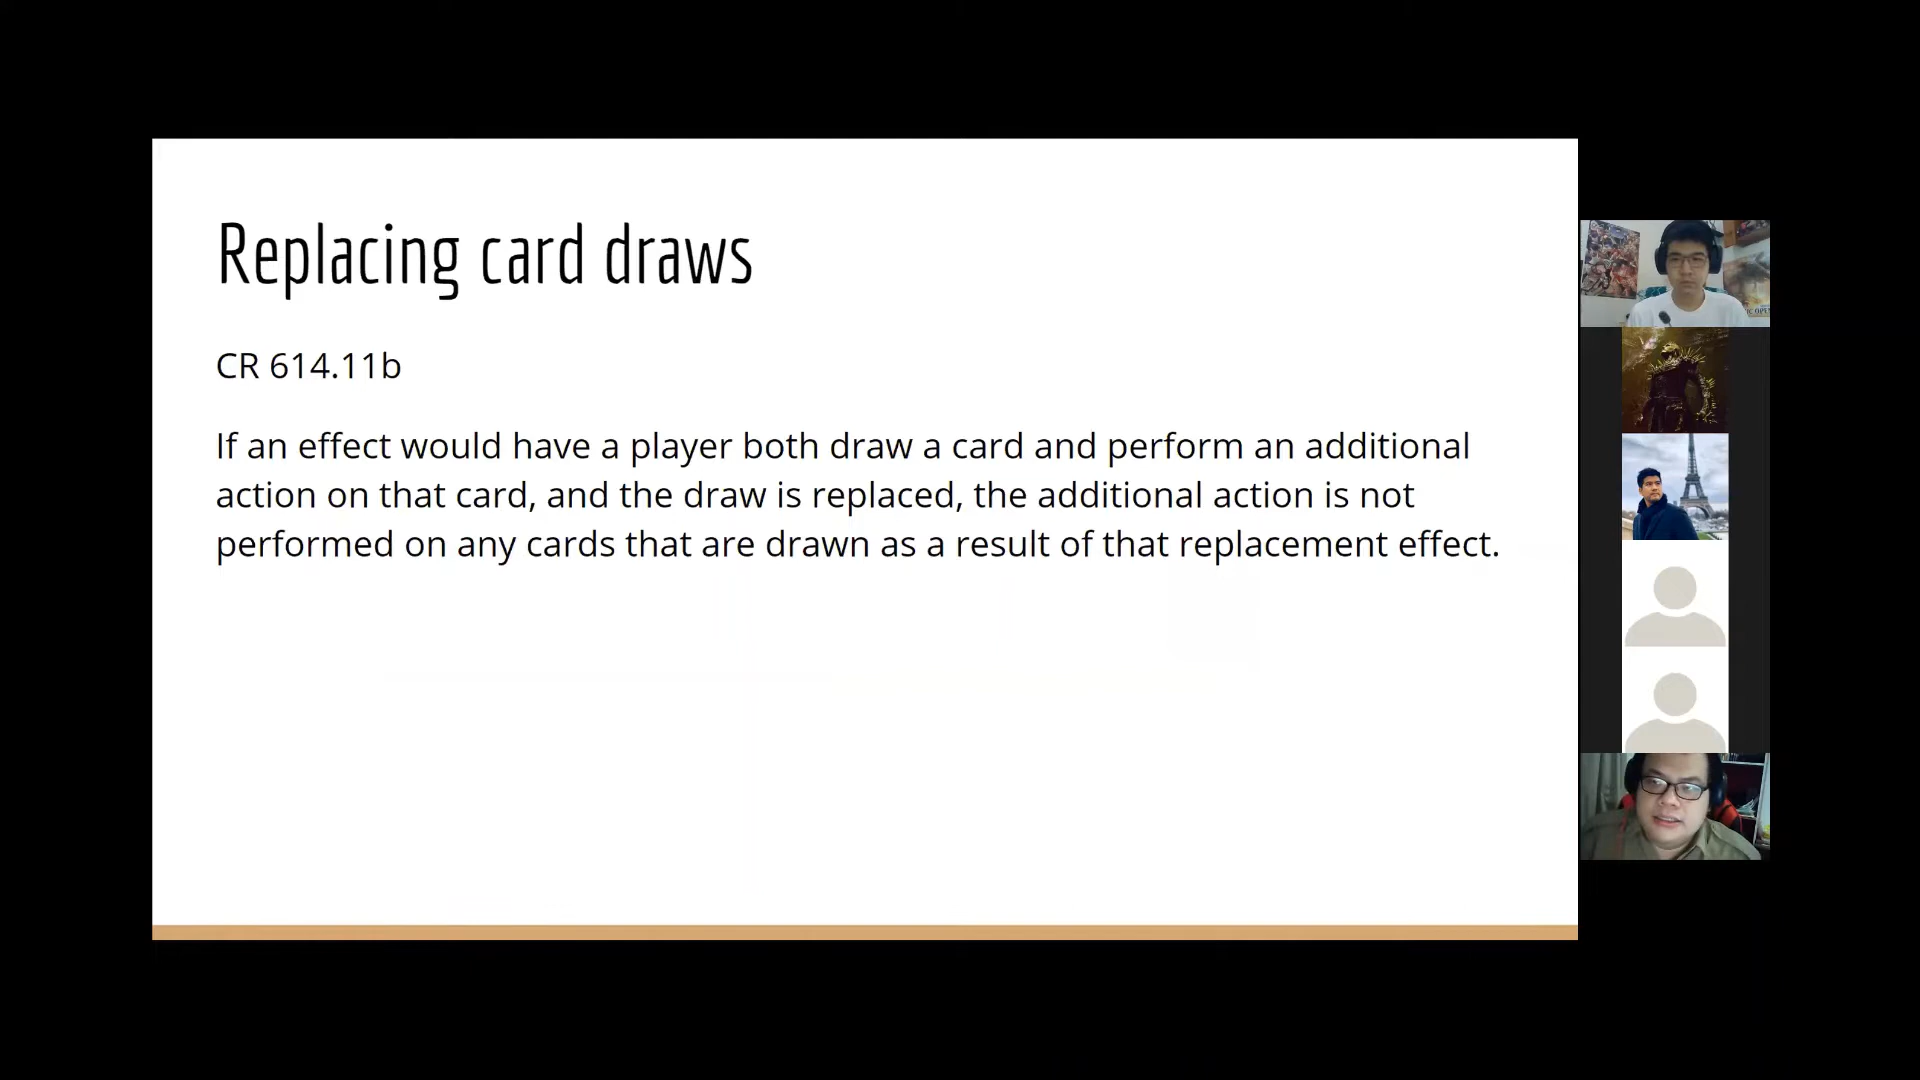 Replacing card draws
CR 614.11b
If an effect would have a player both draw a card and perform an additional
action on that card, and the draw is replaced, the additional action is not
performed on any cards that are drawn as a result of that replacement effect.